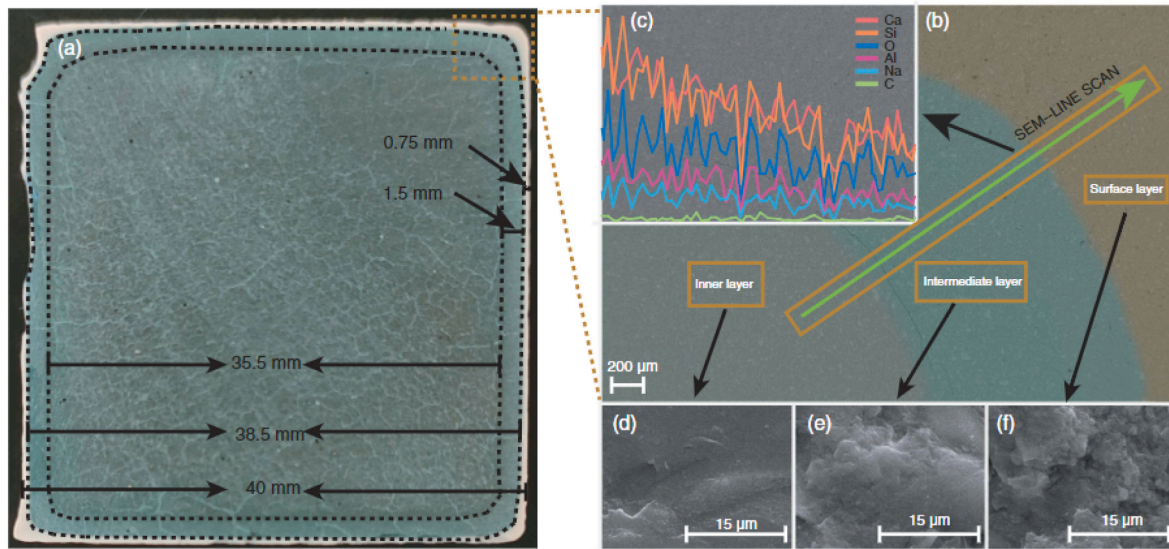 (a)
0.75 mm
1.5 mm
35.5 mm
38.5 mm
40 mm
(c)
Ca
Si
O
Al
Na
C
(b)
SEM--LINE SCAN
Surface layer
Inner layer
Intermediate layer
200 µm
(d)
15 µm
(e)
15 µm
(f)
15 µm